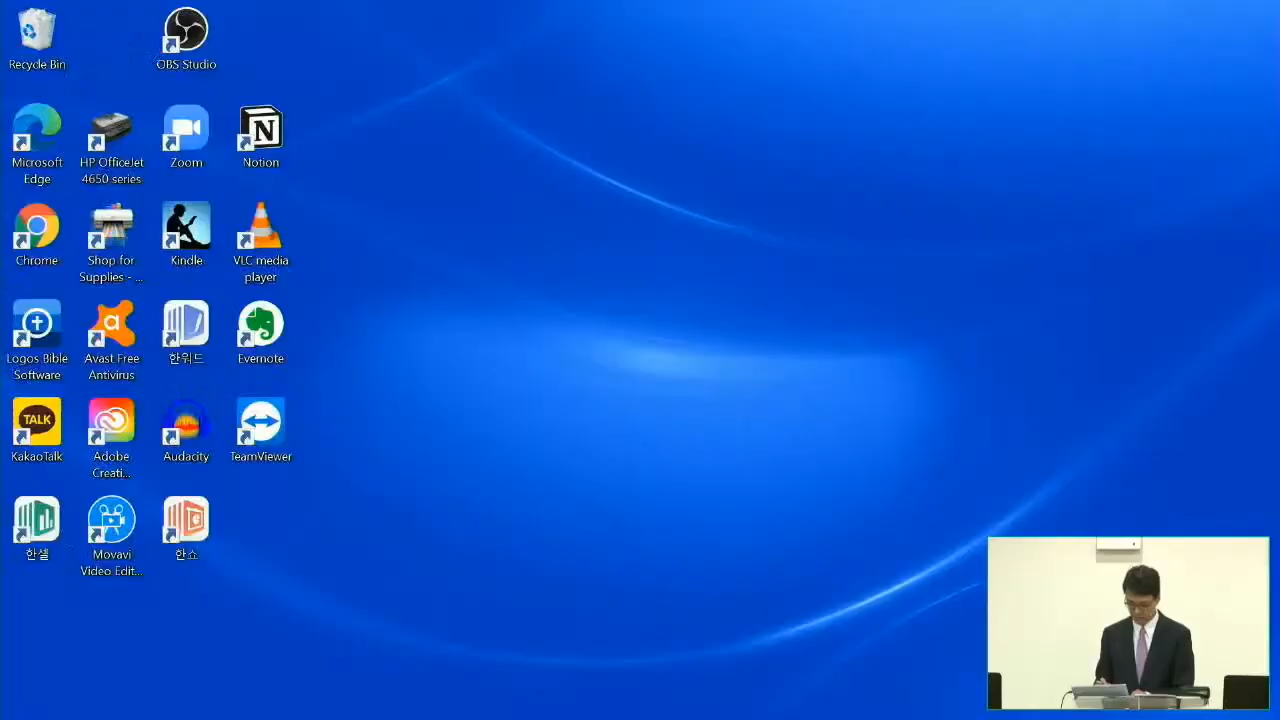 Recycle Bin
OBS Studio
Microsoft
Edge
HP OfficeJet
4650 series
Zoom
N
Notion
Chrome
Shop for
Supplies - ...
Kindle
VLC media
player
Logos Bible
Software
a
Avast Free
Antivirus
한워드
Evernote
TALK
KakaoTalk
Adobe
Creati...
Audacity
TeamViewer
한셀
Movavi
Video Edit...
한쇼